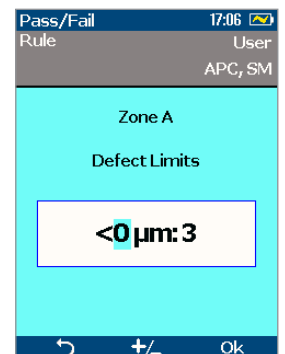 Pass/Fail 17:06
Rule User
APC, SM
Zone A
Defect Limits
<0 µm:3
+/_ Ok